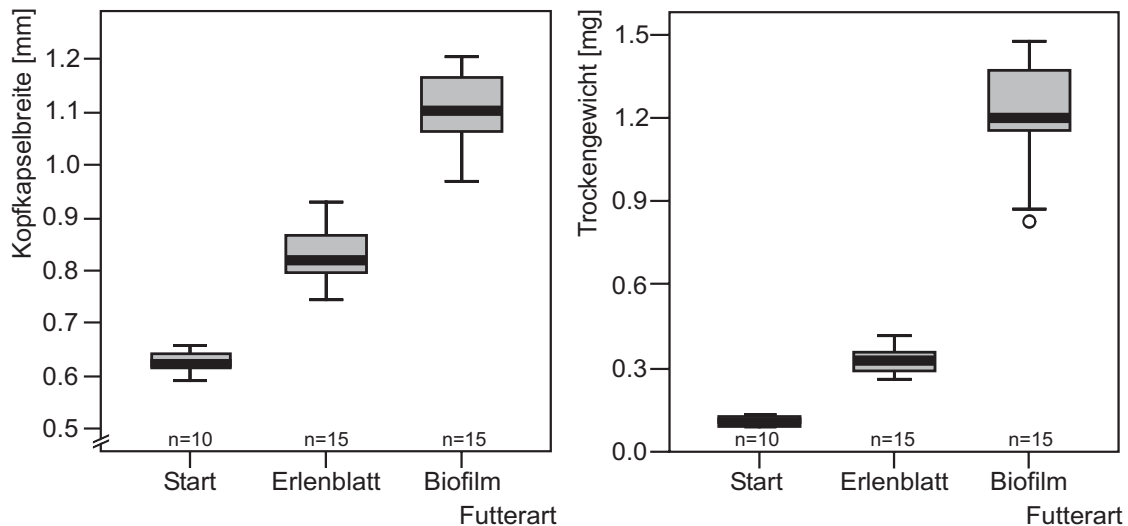 Kopfkapselbreite [mm]
1.2
1.1
1.0
0.9
0.8
0.7
0.6
0.5
n=10 n=15 n=15
Start Erlenblatt Biofilm
Futterart
Trockengewicht [mg]
1.5
1.2
0.9
0.6
0.3
0.0
n=10 n=15 n=15
Start Erlenblatt Biofilm
Futterart